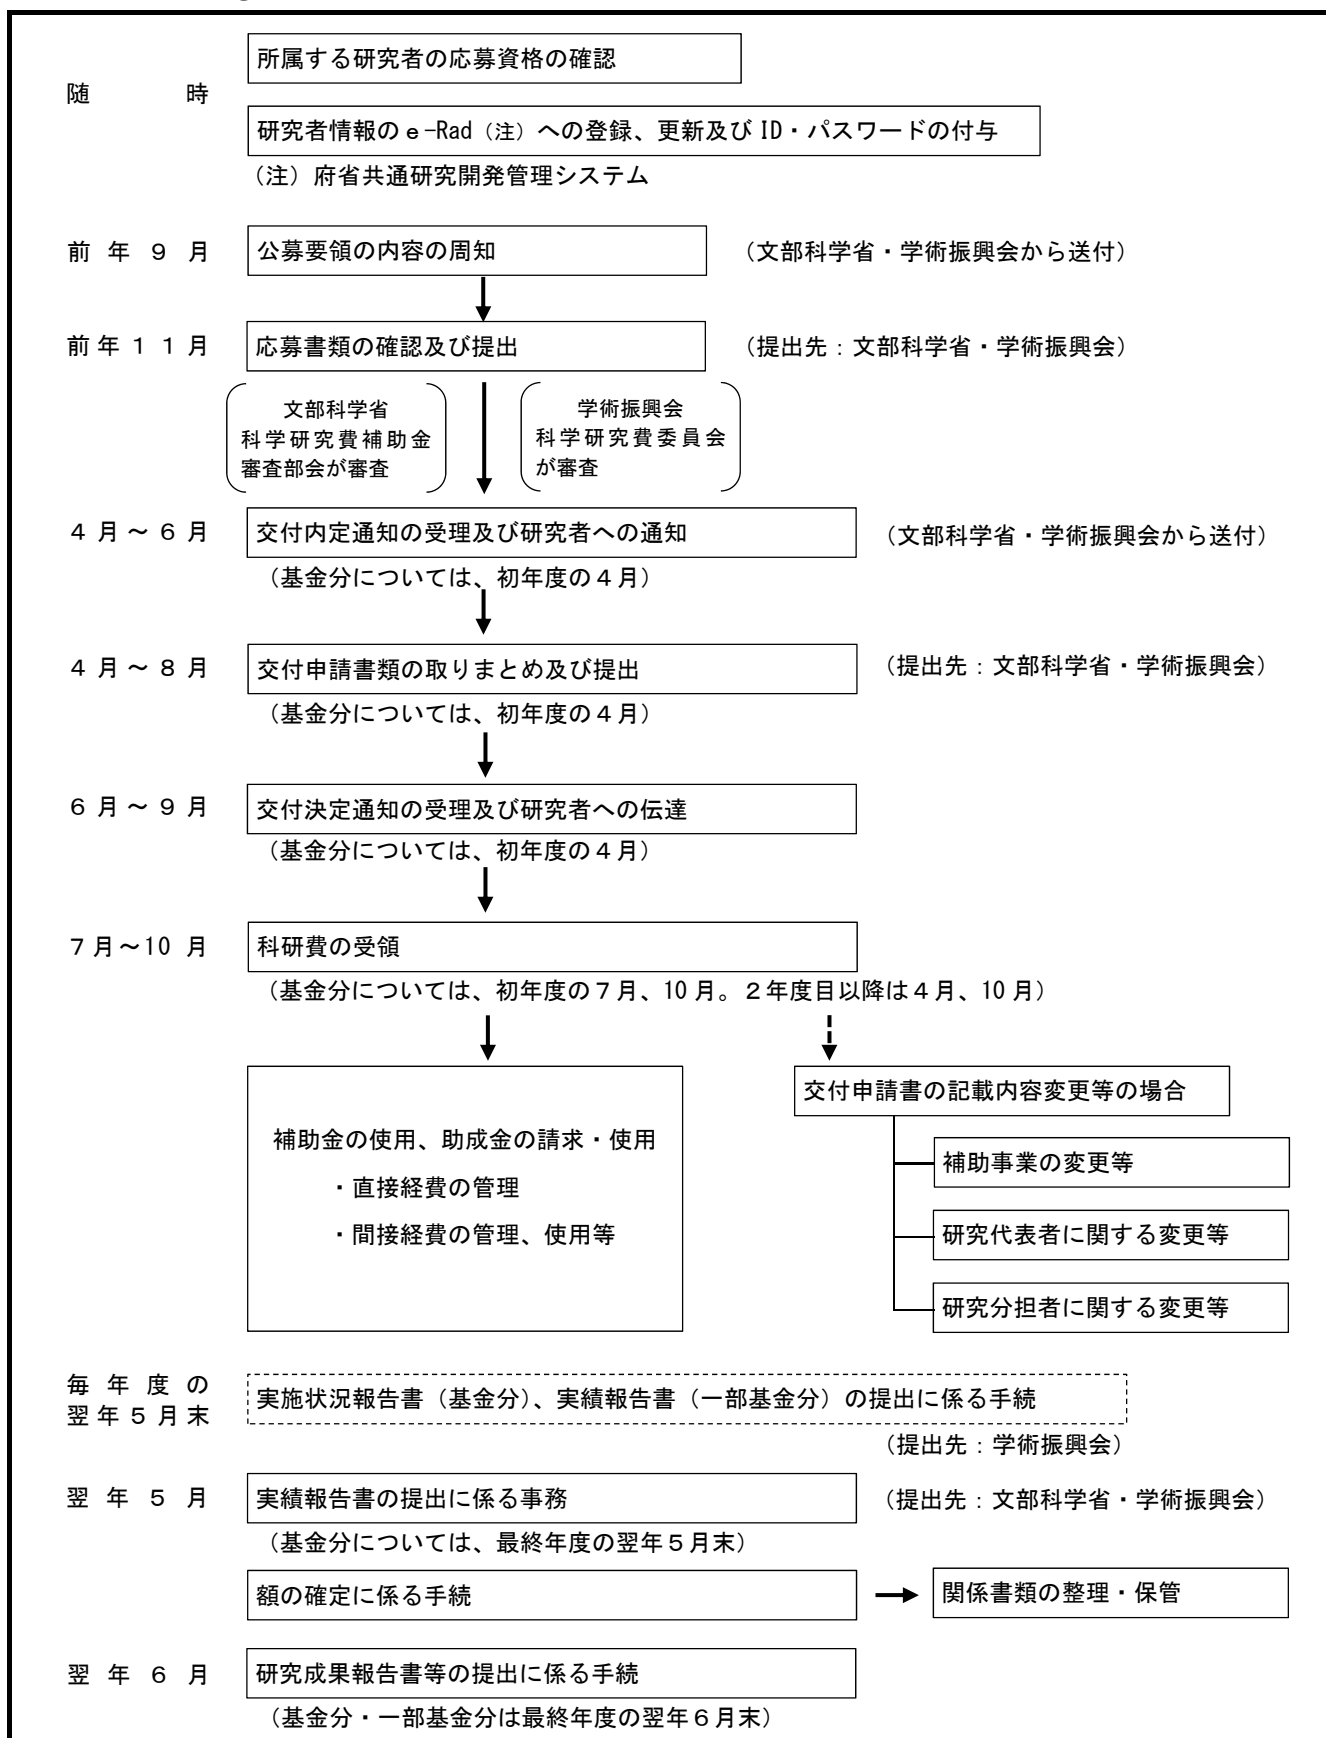 所属する研究者の応募資格の確認
随　　時
研究者情報のｅ-Rad（注）への登録、更新及び ID・パスワードの付与
（注）府省共通研究開発管理システム
前年９月 公募要領の内容の周知 （文部科学省・学術振興会から送付）
前年１１月 応募書類の確認及び提出 （提出先：文部科学省・学術振興会）
文部科学省
科学研究費補助金
審査部会が審査
学術振興会
科学研究費委員会
が審査
４月～６月 交付内定通知の受理及び研究者への通知 （文部科学省・学術振興会から送付）
（基金分については、初年度の４月）
４月～８月 交付申請書類の取りまとめ及び提出 （提出先：文部科学省・学術振興会）
（基金分については、初年度の４月）
６月～９月 交付決定通知の受理及び研究者への伝達
（基金分については、初年度の４月）
７月～10 月 科研費の受領
（基金分については、初年度の７月、10 月。２年度目以降は４月、10 月）
補助金の使用、助成金の請求・使用
・直接経費の管理
・間接経費の管理、使用等
交付申請書の記載内容変更等の場合
補助事業の変更等
研究代表者に関する変更等
研究分担者に関する変更等
毎年度の
翌年５月末
実施状況報告書（基金分）、実績報告書（一部基金分）の提出に係る手続
（提出先：学術振興会）
翌年５月 実績報告書の提出に係る事務 （提出先：文部科学省・学術振興会）
（基金分については、最終年度の翌年５月末）
額の確定に係る手続 関係書類の整理・保管
翌年６月 研究成果報告書等の提出に係る手続
（基金分・一部基金分は最終年度の翌年６月末）